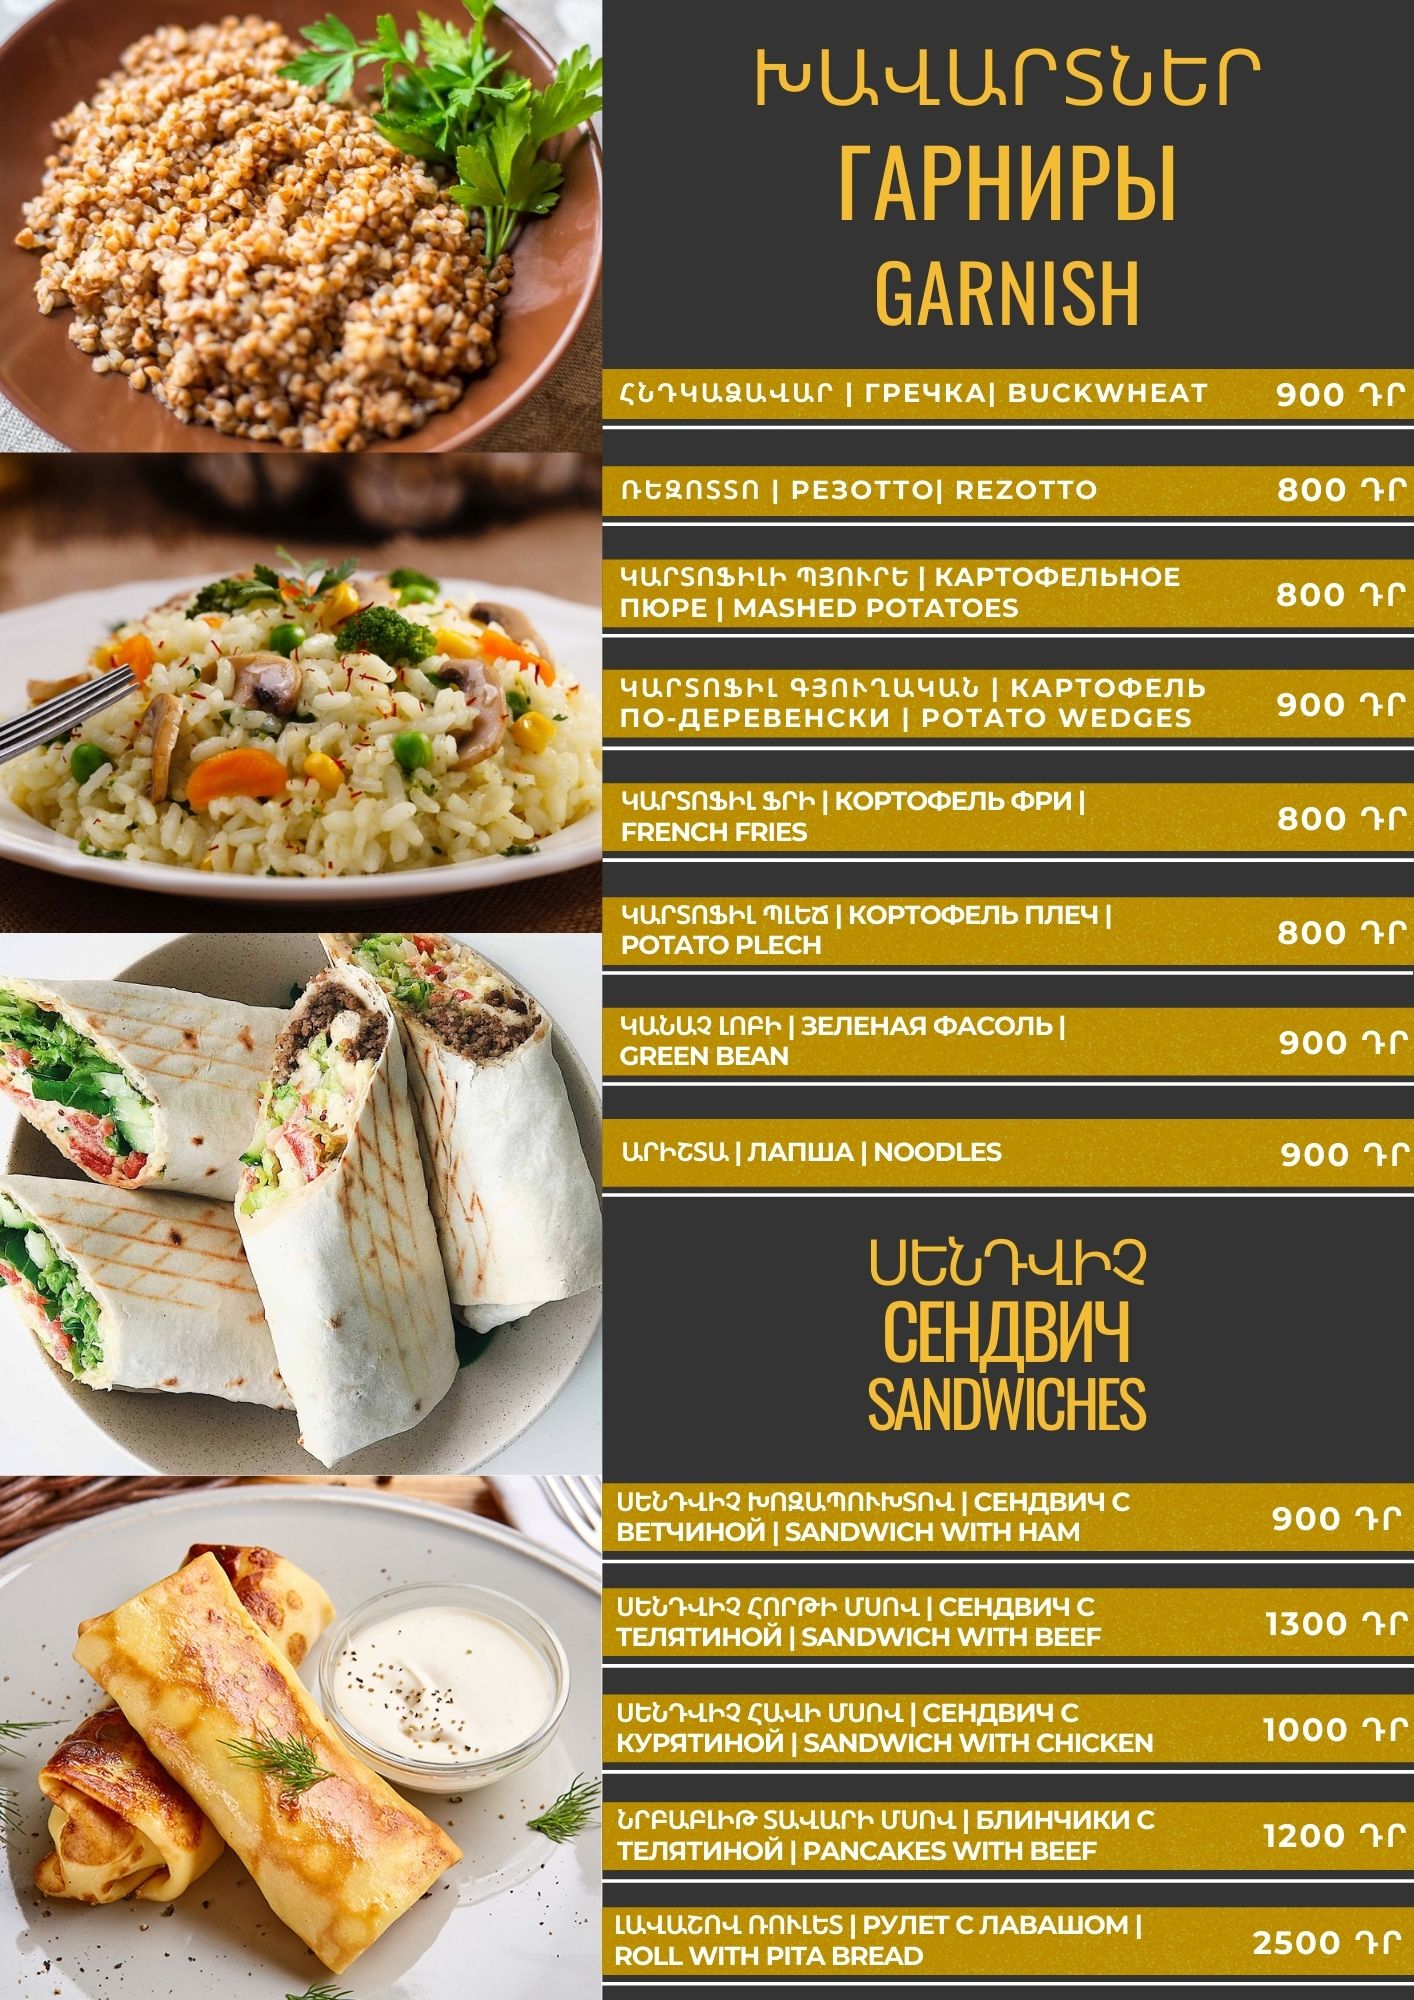 ԽԱՎԱՐՏՆԵՐ
ГАРНИРЫ
GARNISH
ՀՆԴԿԱՁԱՎԱՐ | ГРЕЧКА| BUCKWHEAT 900 ԴՐ
ՌԵԶՈՏՏՈ | РЕЗОТТО| REZOTTO 800 ԴՐ
ԿԱՐՏՈՖԻԼԻ ՊՅՈՒՐԵ | КАРТОФЕЛЬНОЕ
ПЮРЕ | MASHED POTATOES 800 ԴՐ
ԿԱՐՏՈՖԻԼ ԳՅՈՒՂԱԿԱՆ | КАРТОФЕЛЬ
ПО-ДЕРЕВЕНСКИ | POTATO WEDGES 900 ԴՐ
ԿԱՐՏՈՖԻԼ ՖՐԻ | КОРТОФЕЛЬ ФРИ |
FRENCH FRIES 800 ԴՐ
ԿԱՐՏՈՖԻԼ ՊԼԵՃ | КОРТОФЕЛЬ ПЛЕЧ |
POTATO PLECH 800 ԴՐ
ԿԱՆԱՉ ԼՈԲԻ | ЗЕЛЕНАЯ ФАСОЛЬ |
GREEN BEAN 900 ԴՐ
ԱՐԻՇՏԱ | ЛАПША | NOODLES 900 ԴՐ
ՍԵՆԴՎԻՉ
СЕНДВИЧ
SANDWICHES
ՍԵՆԴՎԻՉ ԽՈԶԱՊՈՒԽՏՈՎ | СЕНДВИЧ С
ВЕТЧИНОЙ | SANDWICH WITH HAM 900 ԴՐ
ՍԵՆԴՎԻՉ ՀՈՐԹԻ ՄՍՈՎ | СЕНДВИЧ С
ТЕЛЯТИНОЙ | SANDWICH WITH BEEF 1300 ԴՐ
ՍԵՆԴՎԻՉ ՀԱՎԻ ՄՍՈՎ | СЕНДВИЧ С
КУРЯТИНОЙ | SANDWICH WITH CHICKEN 1000 ԴՐ
ՆՐԲԱԲԼԻԹ ՏԱՎԱՐԻ ՄՍՈՎ | БЛИНЧИКИ С
ТЕЛЯТИНОЙ | PANCAKES WITH BEEF 1200 ԴՐ
ԼԱՎԱՇՈՎ ՌՈՒԼԵՏ | РУЛЕТ С ЛАВАШОМ |
ROLL WITH PITA BREAD 2500 ԴՐ